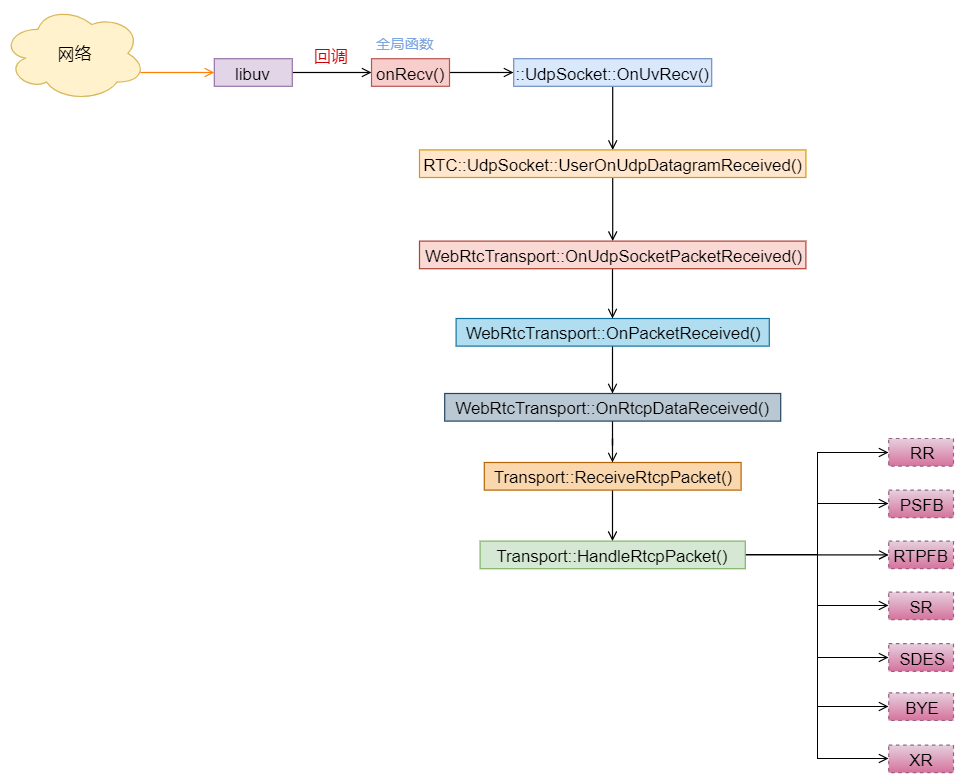 网络
libuv
回调
全局函数
onRecv()
::UdpSocket::OnUvRecv()
RTC::UdpSocket::UserOnUdpDatagramReceived()
WebRtcTransport::OnUdpSocketPacketReceived()
WebRtcTransport::OnPacketReceived()
WebRtcTransport::OnRtcpDataReceived()
Transport::ReceiveRtcpPacket()
Transport::HandleRtcpPacket()
RR
PSFB
RTPFB
SR
SDES
BYE
XR